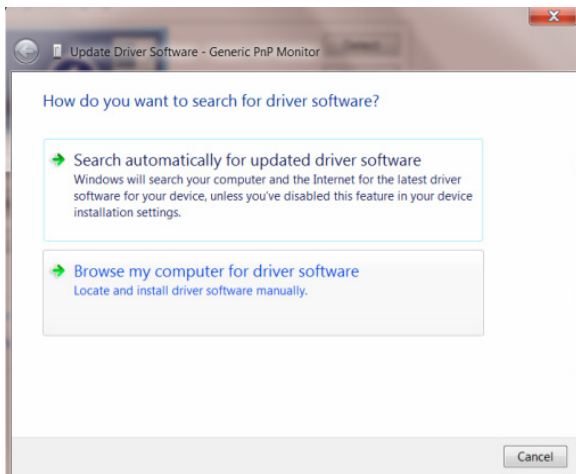 Update Driver Software - Generic PnP Monitor
How do you want to search for driver software?
Search automatically for updated driver software
Windows will search your computer and the Internet for the latest driver
software for your device, unless you've disabled this feature in your device
installation settings.
Browse my computer for driver software
Locate and install driver software manually.
Cancel